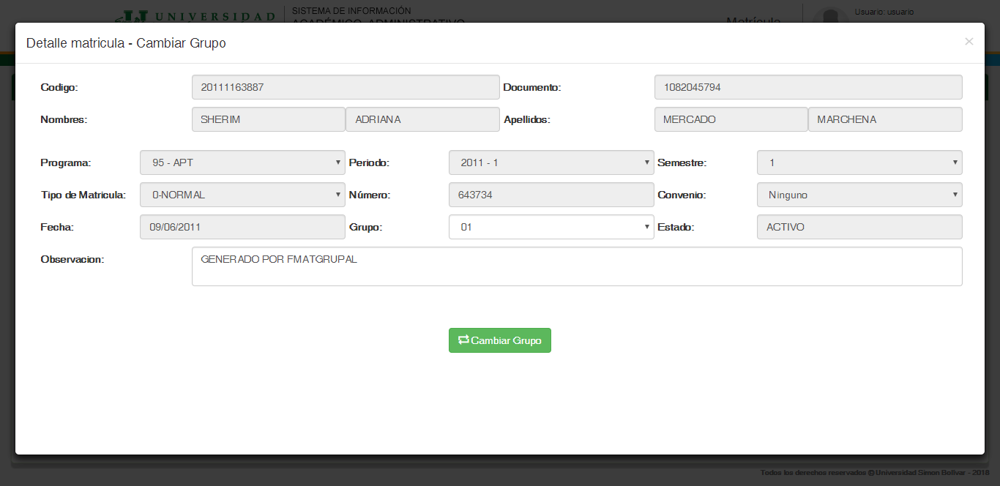 UNIVERSIDAD
SISTEMA DE INFORMACIÓN
ACADÉMICO ADMINISTRATIVO
Matrícula
Usuario: usuario
Detalle matricula - Cambiar Grupo ×
Codigo: 20111163887 Documento: 1082045794
Nombres: SHERIM ADRIANA Apellidos: MERCADO MARCHENA
Programa: 95 - APT Periodo: 2011 - 1 Semestre: 1
Tipo de Matricula: 0-NORMAL Número: 643734 Convenio: Ninguno
Fecha: 09/06/2011 Grupo: 01 Estado: ACTIVO
Observacion: GENERADO POR FMATGRUPAL
Cambiar Grupo
Todos los derechos reservados © Universidad Simon Bolivar - 2018